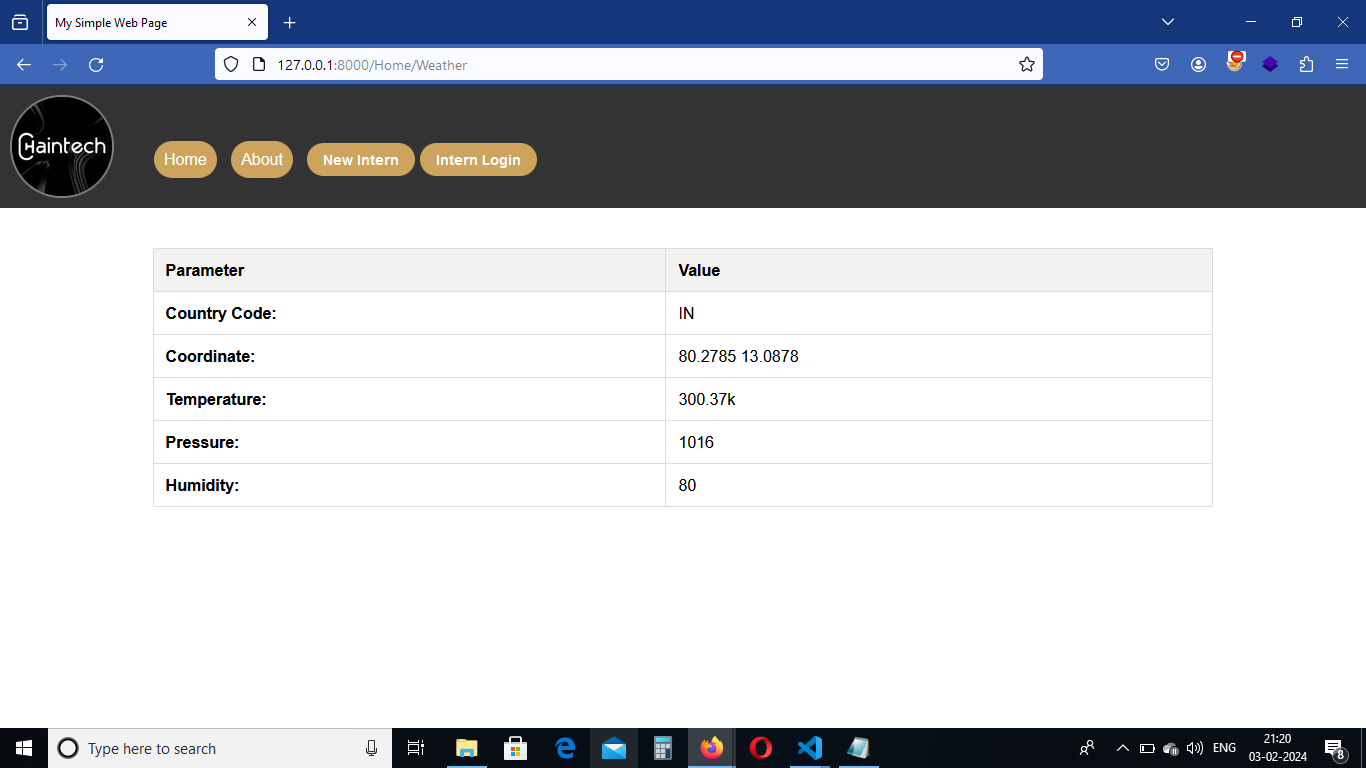 My Simple Web Page
127.0.0.1:8000/Home/Weather
Chaintech
Home About New Intern Intern Login
Parameter Value
Country Code: IN
Coordinate: 80.2785 13.0878
Temperature: 300.37k
Pressure: 1016
Humidity: 80
Type here to search
ENG
21:20
03-02-2024
8